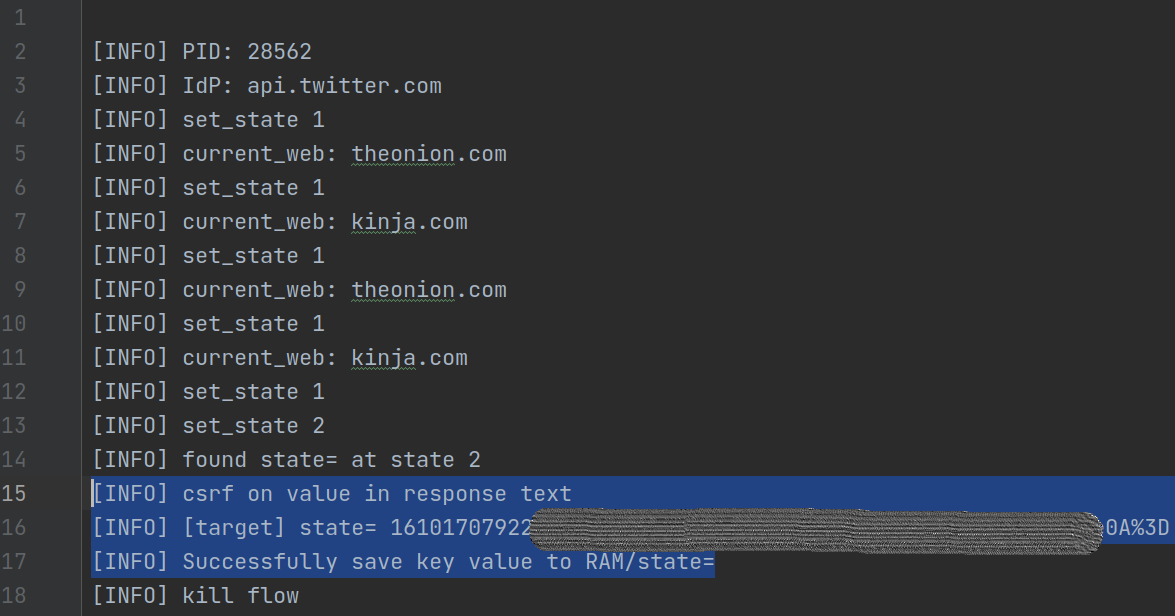 1
2 [INFO] PID: 28562
3 [INFO] IdP: api.twitter.com
4 [INFO] set_state 1
5 [INFO] current_web: theonion.com
6 [INFO] set_state 1
7 [INFO] current_web: kinja.com
8 [INFO] set_state 1
9 [INFO] current_web: theonion.com
10 [INFO] set_state 1
11 [INFO] current_web: kinja.com
12 [INFO] set_state 1
13 [INFO] set_state 2
14 [INFO] found state= at state 2
15 [INFO] csrf on value in response text
16 [INFO] [target] state= 16101707922 0A%3D
17 [INFO] Successfully save key value to RAM/state=
18 [INFO] kill flow